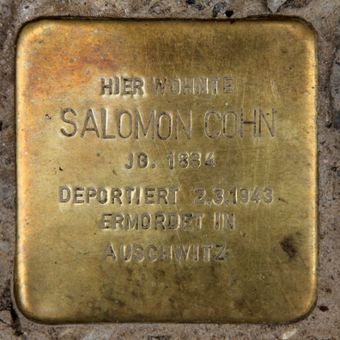 HIER WOHNTE
SALOMON COHN
JG. 1884
DEPORTIERT 2.3.1943
ERMORDET IN
AUSCHWITZ